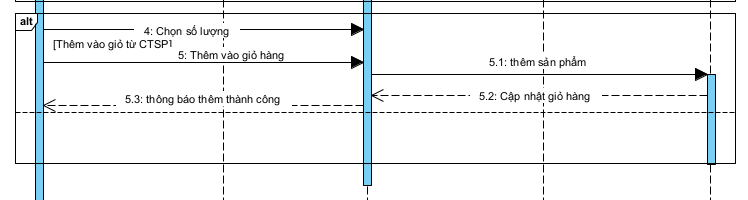 alt
4: Chọn số lượng
[Thêm vào giỏ từ CTSP]
5: Thêm vào giỏ hàng
5.1: thêm sản phẩm
5.2: Cập nhật giỏ hàng
5.3: thông báo thêm thành công